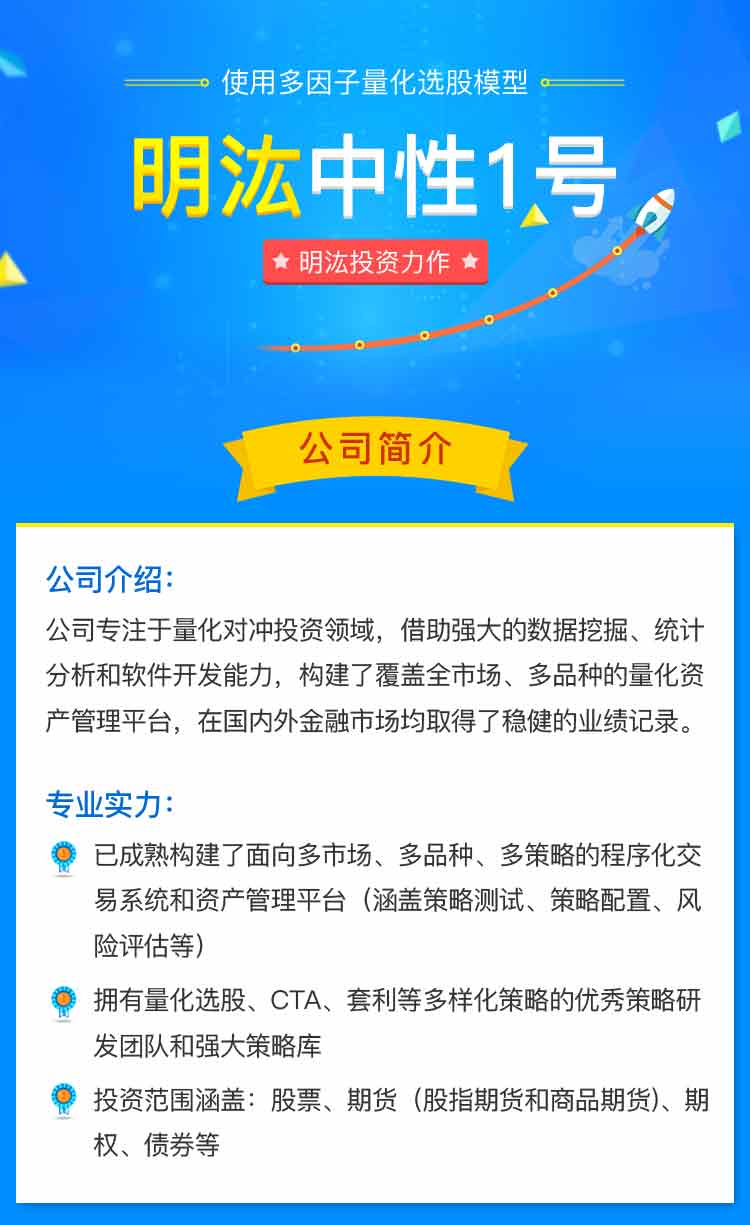 使用多因子量化选股模型
明汯中性1号
明汯投资力作
公司简介
公司介绍：
公司专注于量化对冲投资领域，借助强大的数据挖掘、统计
分析和软件开发能力，构建了覆盖全市场、多品种的量化资
产管理平台，在国内外金融市场均取得了稳健的业绩记录。
专业实力：
已成熟构建了面向多市场、多品种、多策略的程序化交
易系统和资产管理平台（涵盖策略测试、策略配置、风
险评估等）
拥有量化选股、CTA、套利等多样化策略的优秀策略研
发团队和强大策略库
投资范围涵盖：股票、期货（股指期货和商品期货）、期
权、债券等